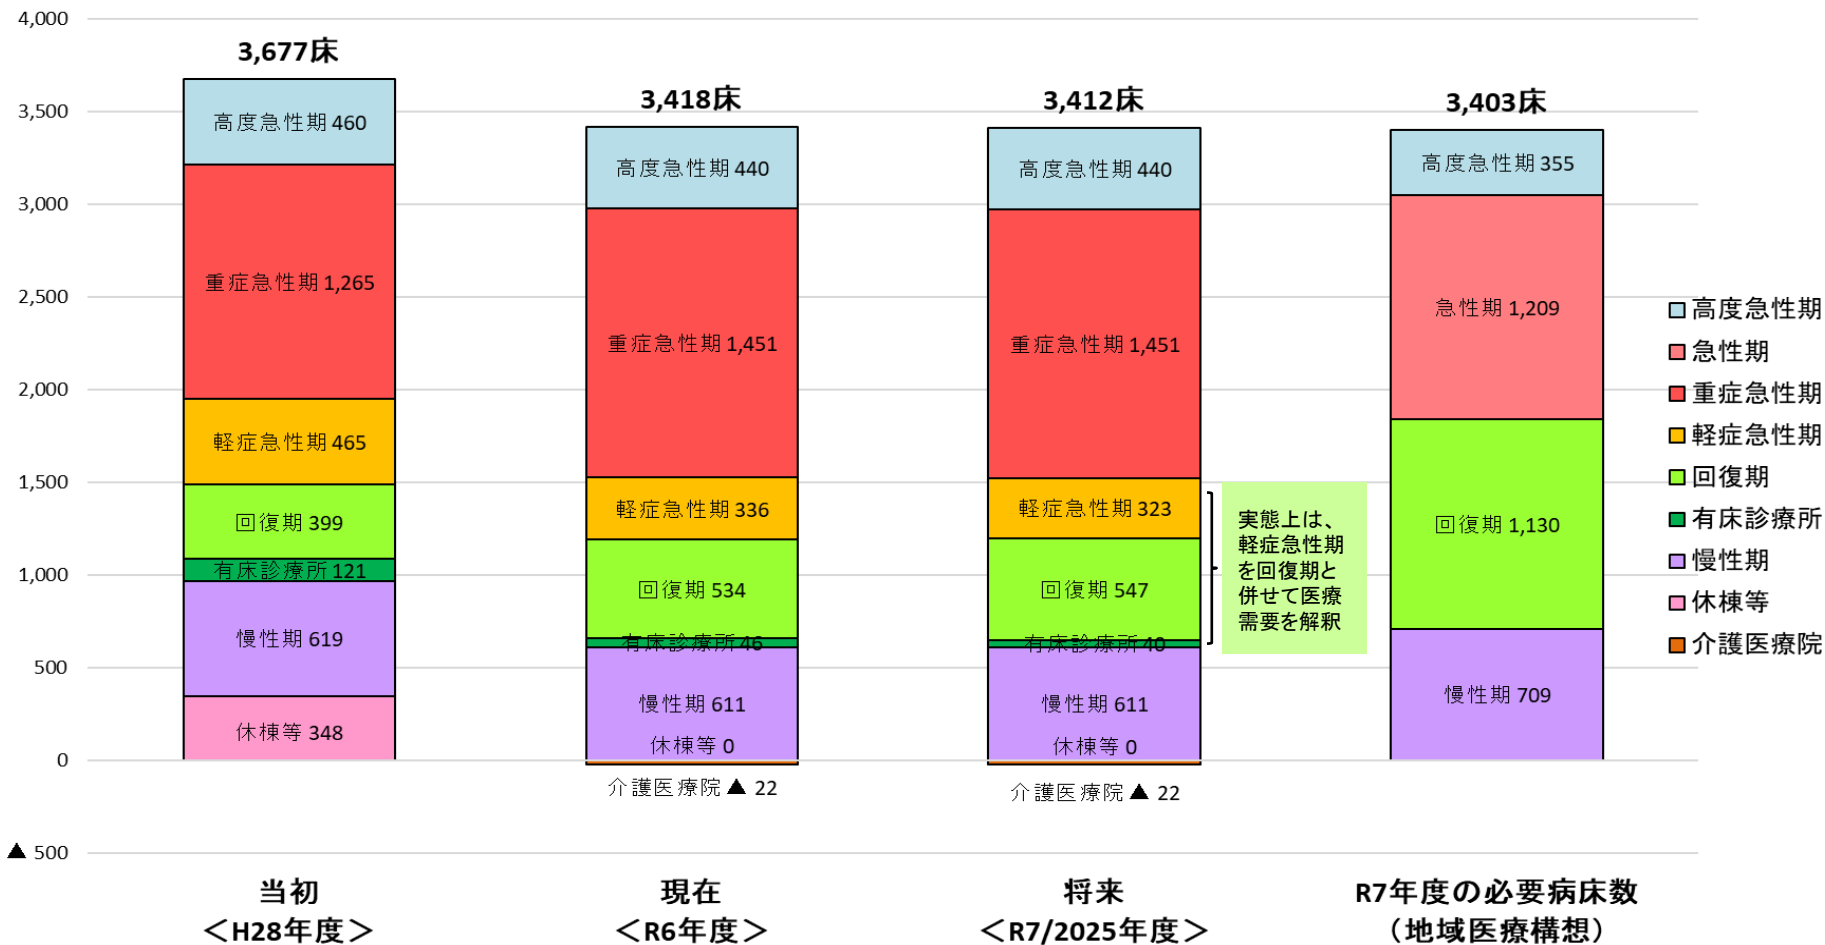 4,000
3,500
3,000
2,500
2,000
1,500
1,000
500
0
▲ 500
3,677床
高度急性期 460
重症急性期 1,265
軽症急性期 465
回復期 399
有床診療所 121
慢性期 619
休棟等 348
3,418床
高度急性期 440
重症急性期 1,451
軽症急性期 336
回復期 534
有床診療所 46
慢性期 611
休棟等 0
介護医療院 ▲ 22
3,412床
高度急性期 440
重症急性期 1,451
軽症急性期 323
回復期 547
有床診療所 40
慢性期 611
休棟等 0
介護医療院 ▲ 22
実態上は、
軽症急性期
を回復期と
併せて医療
需要を解釈
3,403床
高度急性期 355
急性期 1,209
回復期 1,130
慢性期 709
高度急性期
急性期
重症急性期
軽症急性期
回復期
有床診療所
慢性期
休棟等
介護医療院
当初
＜H28年度＞
現在
＜R6年度＞
将来
＜R7/2025年度＞
R7年度の必要病床数
（地域医療構想）